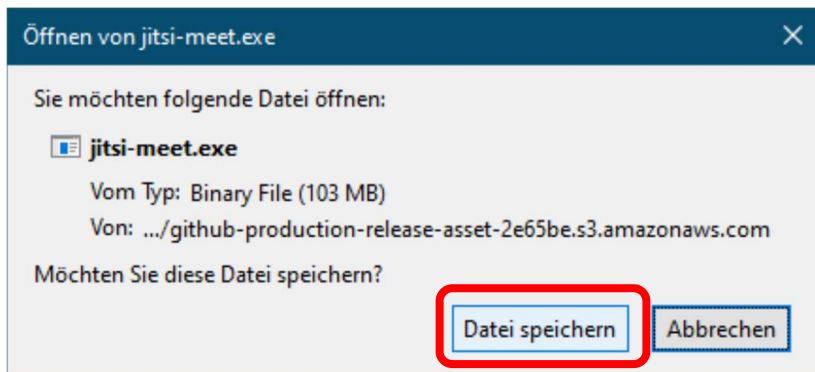 Öffnen von jitsi-meet.exe
Sie möchten folgende Datei öffnen:
jitsi-meet.exe
Vom Typ: Binary File (103 MB)
Von: .../github-production-release-asset-2e65be.s3.amazonaws.com
Möchten Sie diese Datei speichern?
Datei speichern Abbrechen